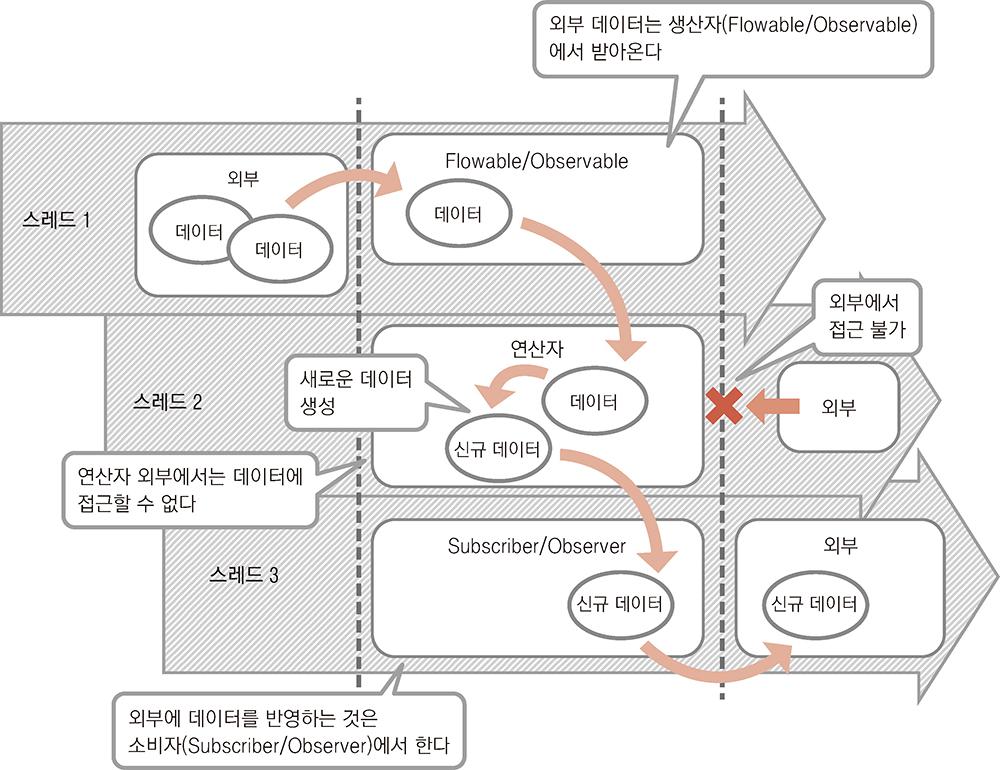 외부 데이터는 생산자(Flowable/Observable)
에서 받아온다
스레드 1
외부
데이터
데이터
Flowable/Observable
데이터
외부에서
접근 불가
스레드 2
새로운 데이터
생성
연산자
데이터
신규 데이터
외부
연산자 외부에서는 데이터에
접근할 수 없다
스레드 3
Subscriber/Observer
신규 데이터
외부
신규 데이터
외부에 데이터를 반영하는 것은
소비자(Subscriber/Observer)에서 한다